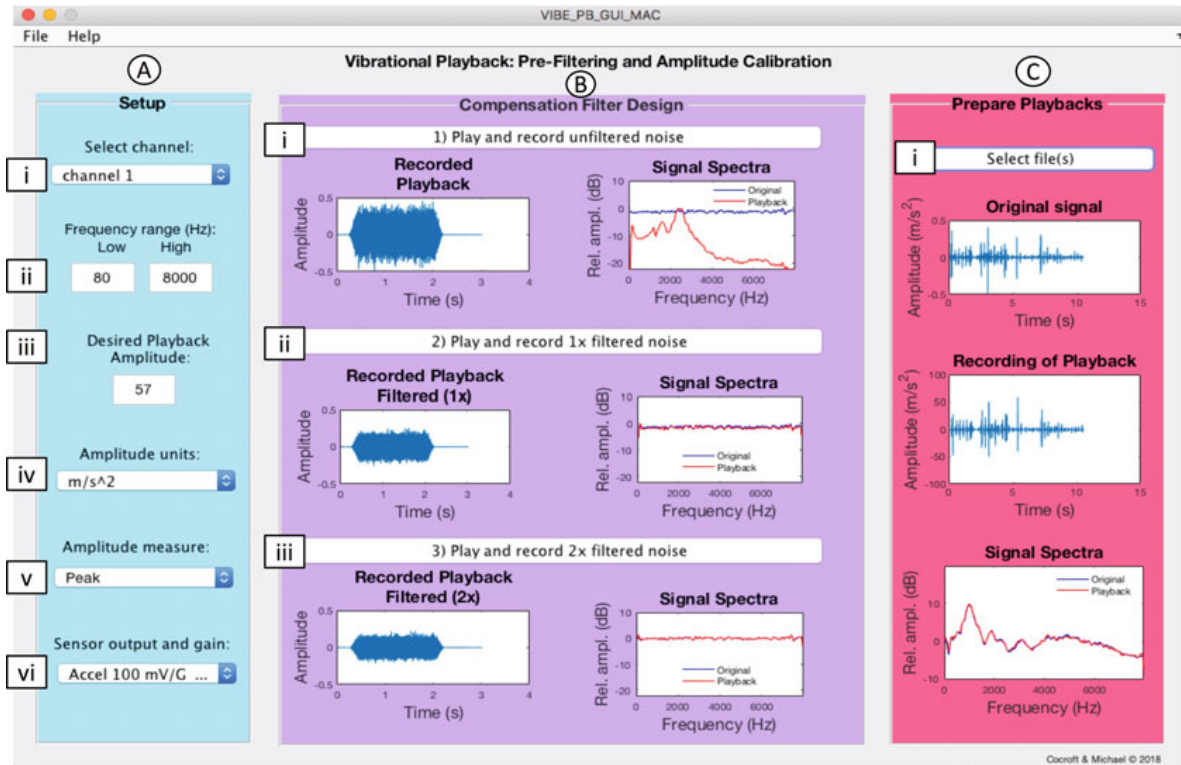 VIBE_PB_GUI_MAC
File Help
Vibrational Playback: Pre-Filtering and Amplitude Calibration
A
Setup
i
Select channel:
channel 1
ii
Frequency range (Hz):
Low High
80 8000
iii
Desired Playback
Amplitude:
57
iv
Amplitude units:
m/s^2
v
Amplitude measure:
Peak
vi
Sensor output and gain:
Accel 100 mV/G ...
B
Compensation Filter Design
i
1) Play and record unfiltered noise
Recorded
Playback
Amplitude
0.5
0
-0.5
0 1 2 3 4
Time (s)
Signal Spectra
Rel. ampl. (dB)
Original
Playback
0
-10
-20
2000 4000 6000
Frequency (Hz)
ii
2) Play and record 1x filtered noise
Recorded Playback
Filtered (1x)
Amplitude
0.5
0
-0.5
0 1 2 3 4
Time (s)
Signal Spectra
Rel. ampl. (dB)
10
0
-10
-20
Original
Playback
0 2000 4000 6000
Frequency (Hz)
iii
3) Play and record 2x filtered noise
Recorded Playback
Filtered (2x)
Amplitude
0.5
0
-0.5
0 1 2 3 4
Time (s)
Signal Spectra
Rel. ampl. (dB)
10
0
-10
-20
Original
Playback
0 2000 4000 6000
Frequency (Hz)
C
Prepare Playbacks
i
Select file(s)
Original signal
Amplitude (m/s²)
0.5
0
-0.5
0 5 10 15
Time (s)
Recording of Playback
Amplitude (m/s²)
100
50
0
-50
-100
0 5 10 15
Time (s)
Signal Spectra
Rel. ampl. (dB)
10
0
-10
Original
Playback
0 2000 4000 6000
Frequency (Hz)
Cocroft & Michael © 2018